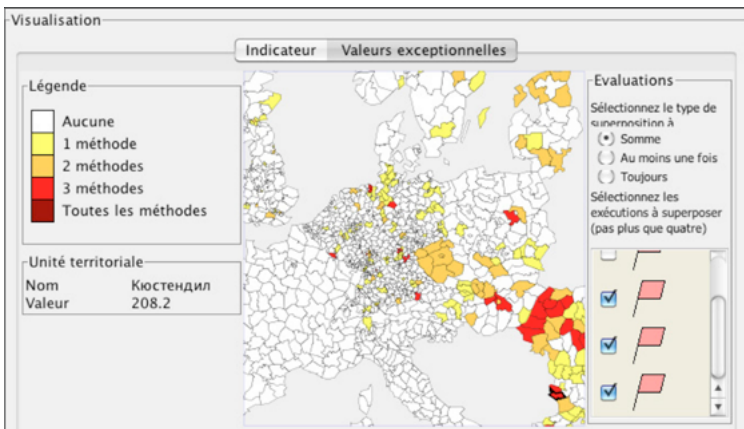 Visualisation
Indicateur
Valeurs exceptionnelles
Légende
Aucune
1 méthode
2 méthodes
3 méthodes
Toutes les méthodes
Unité territoriale
Nom Кюстендил
Valeur 208.2
Evaluations
Sélectionnez le type de
superposition à
Somme
Au moins une fois
Toujours
Sélectionnez les
exécutions à superposer
(pas plus que quatre)